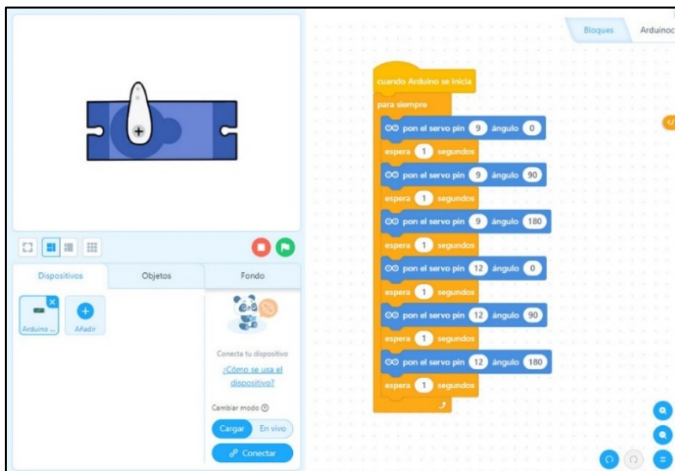 Bloques
Arduinoc
cuando Arduino se inicia
para siempre
pon el servo pin 9 ángulo 0
espera 1 segundos
pon el servo pin 9 ángulo 90
espera 1 segundos
pon el servo pin 9 ángulo 180
espera 1 segundos
pon el servo pin 12 ángulo 0
espera 1 segundos
pon el servo pin 12 ángulo 90
espera 1 segundos
pon el servo pin 12 ángulo 180
espera 1 segundos
Dispositivos
Objetos
Fondo
Arduino ...
Añadir
Conecta tu dispositivo
¿Cómo se usa el
dispositivo?
Cambiar modo
Cargar
En vivo
Conectar